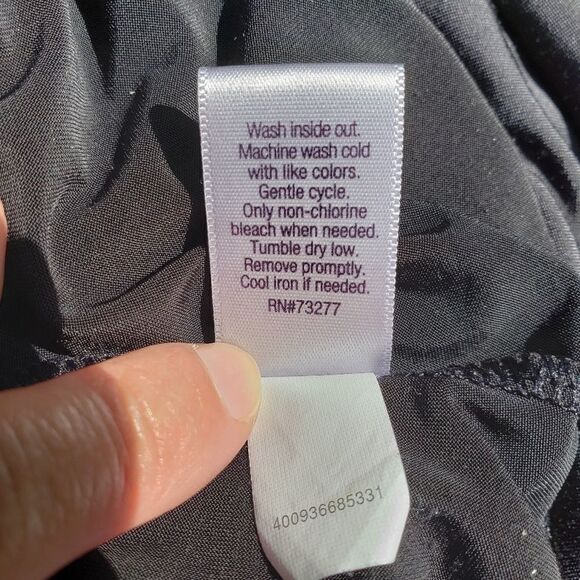 Wash inside out.
Machine wash cold
with like colors.
Gentle cycle.
Only non-chlorine
bleach when needed.
Tumble dry low.
Remove promptly.
Cool iron if needed.
RN#73277
400936685331